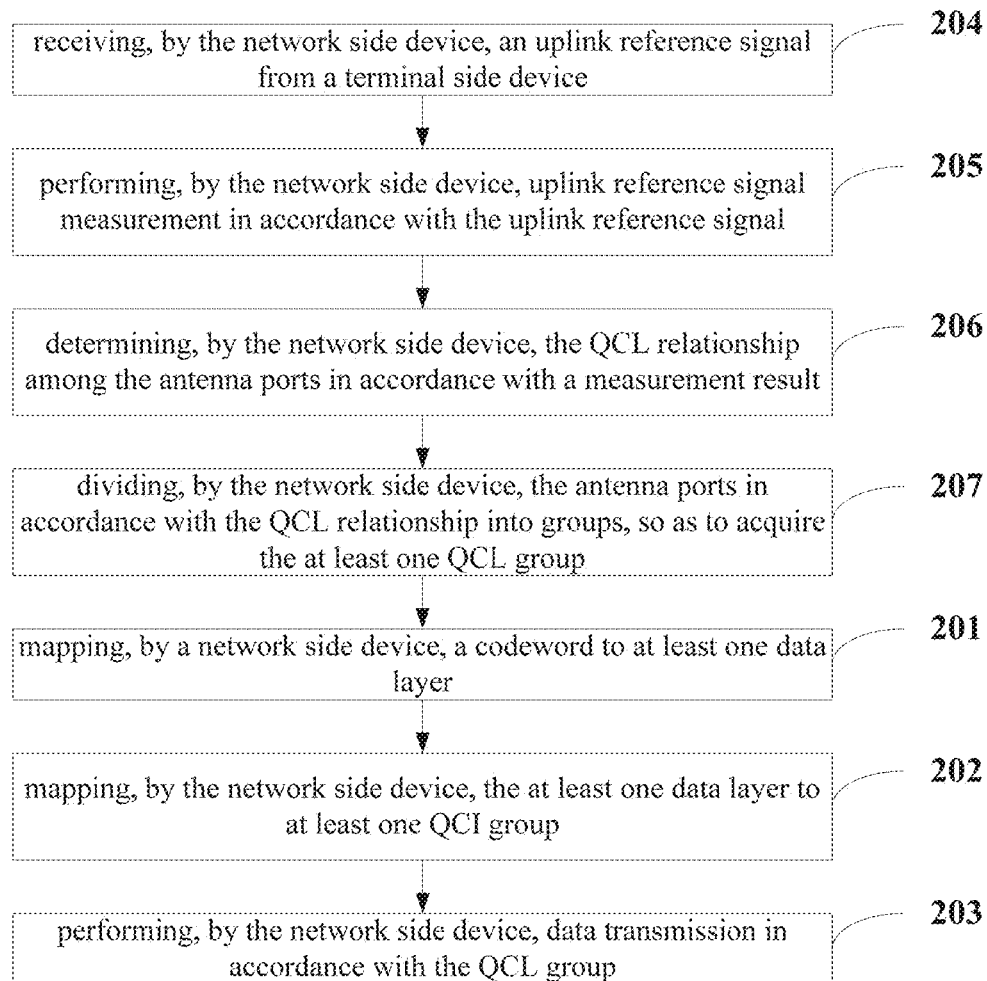 204
receiving, by the network side device, an uplink reference signal
from a terminal side device
205
performing, by the network side device, uplink reference signal
measurement in accordance with the uplink reference signal
206
determining, by the network side device, the QCL relationship
among the antenna ports in accordance with a measurement result
207
dividing, by the network side device, the antenna ports in
accordance with the QCL relationship into groups, so as to acquire
the at least one QCL group
201
mapping, by a network side device, a codeword to at least one data
layer
202
mapping, by the network side device, the at least one data layer to
at least one QCI group
203
performing, by the network side device, data transmission in
accordance with the QCL group